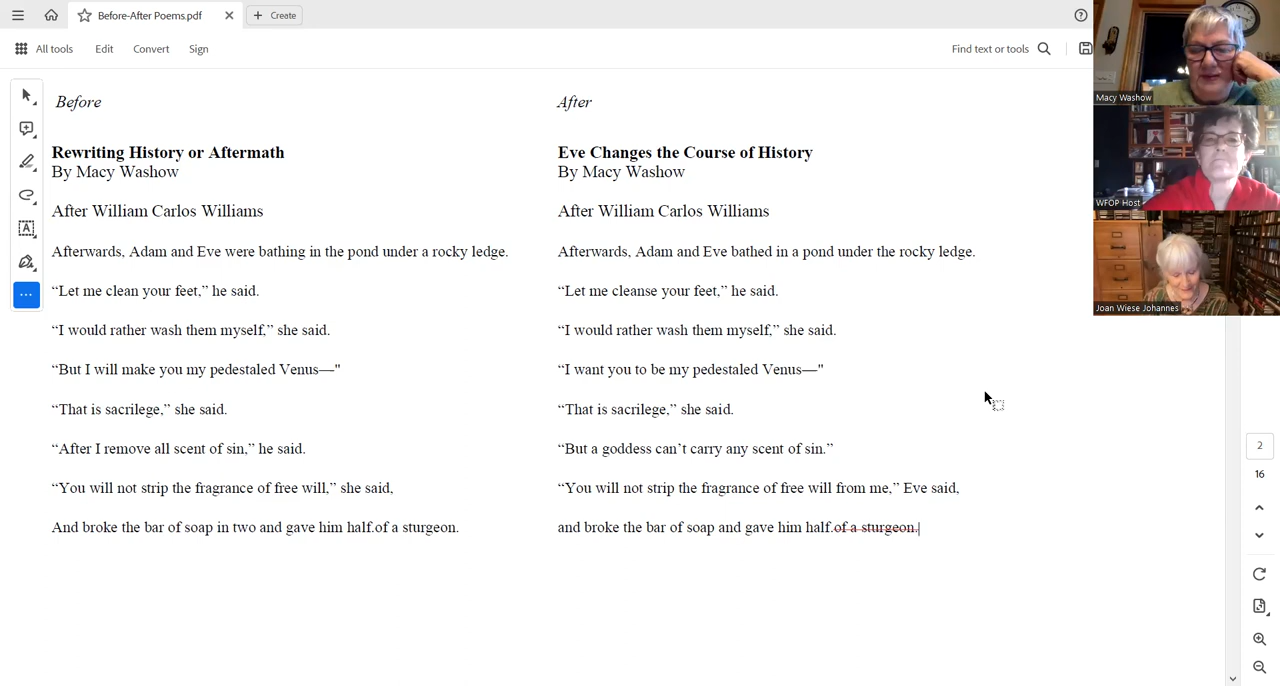 Before-After Poems.pdf
Create
All tools
Edit
Convert
Sign
Find text or tools
Before
Rewriting History or Aftermath
By Macy Washow
After William Carlos Williams
Afterwards, Adam and Eve were bathing in the pond under a rocky ledge.
“Let me clean your feet,” he said.
“I would rather wash them myself,” she said.
“But I will make you my pedestaled Venus—"
“That is sacrilege,” she said.
“After I remove all scent of sin,” he said.
“You will not strip the fragrance of free will,” she said,
And broke the bar of soap in two and gave him half.of a sturgeon.
After
Eve Changes the Course of History
By Macy Washow
After William Carlos Williams
Afterwards, Adam and Eve bathed in a pond under the rocky ledge.
“Let me cleanse your feet,” he said.
“I would rather wash them myself,” she said.
“I want you to be my pedestaled Venus—"
“That is sacrilege,” she said.
“But a goddess can’t carry any scent of sin.”
“You will not strip the fragrance of free will from me,” Eve said,
and broke the bar of soap and gave him half.of a sturgeon.
Macy Washow
WFOP Host
Joan Wiese Johannes
2
16